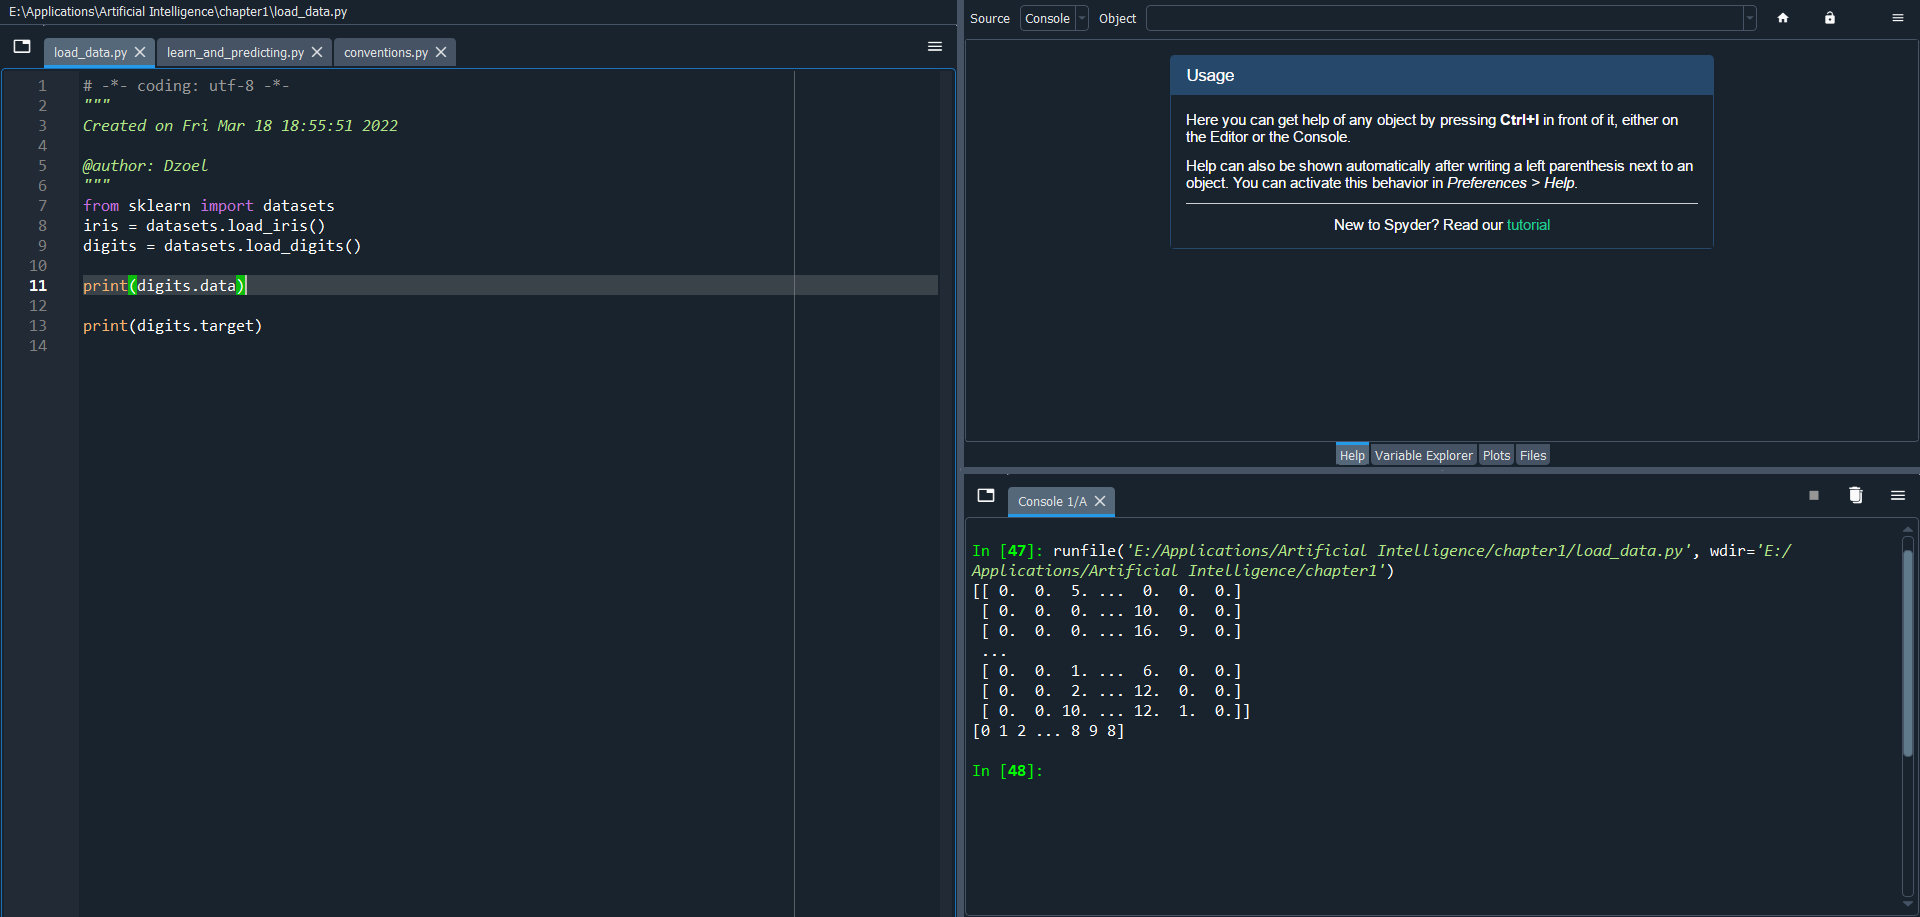 E:\Applications\Artificial Intelligence\chapter1\load_data.py
load_data.py
learn_and_predicting.py
conventions.py
1 # -*- coding: utf-8 -*-
2 """
3 Created on Fri Mar 18 18:55:51 2022
4
5 @author: Dzoel
6 """
7 from sklearn import datasets
8 iris = datasets.load_iris()
9 digits = datasets.load_digits()
10
11 print(digits.data)
12
13 print(digits.target)
14
Source Console Object
Usage
Here you can get help of any object by pressing Ctrl+I in front of it, either on
the Editor or the Console.
Help can also be shown automatically after writing a left parenthesis next to an
object. You can activate this behavior in Preferences > Help.
New to Spyder? Read our tutorial
Help Variable Explorer Plots Files
Console 1/A
In [47]: runfile('E:/Applications/Artificial Intelligence/chapter1/load_data.py', wdir='E:/
Applications/Artificial Intelligence/chapter1')
[[ 0.  0.  5. ...  0.  0.  0.]
 [ 0.  0.  0. ... 10.  0.  0.]
 [ 0.  0.  0. ... 16.  9.  0.]
 ...
 [ 0.  0.  1. ...  6.  0.  0.]
 [ 0.  0.  2. ... 12.  0.  0.]
 [ 0.  0. 10. ... 12.  1.  0.]]
[0 1 2 ... 8 9 8]
In [48]: